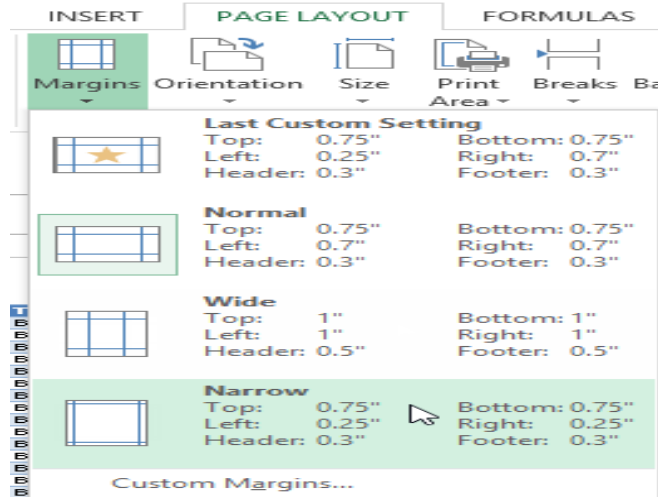 INSERT PAGE LAYOUT FORMULAS
Margins Orientation Size Print Area Breaks Ba
Last Custom Setting
Top: 0.75" Bottom: 0.75"
Left: 0.25" Right: 0.7"
Header: 0.3" Footer: 0.3"
Normal
Top: 0.75" Bottom: 0.75"
Left: 0.7" Right: 0.7"
Header: 0.3" Footer: 0.3"
Wide
Top: 1" Bottom: 1"
Left: 1" Right: 1"
Header: 0.5" Footer: 0.5"
Narrow
Top: 0.75" Bottom: 0.75"
Left: 0.25" Right: 0.25"
Header: 0.3" Footer: 0.3"
Custom Margins...